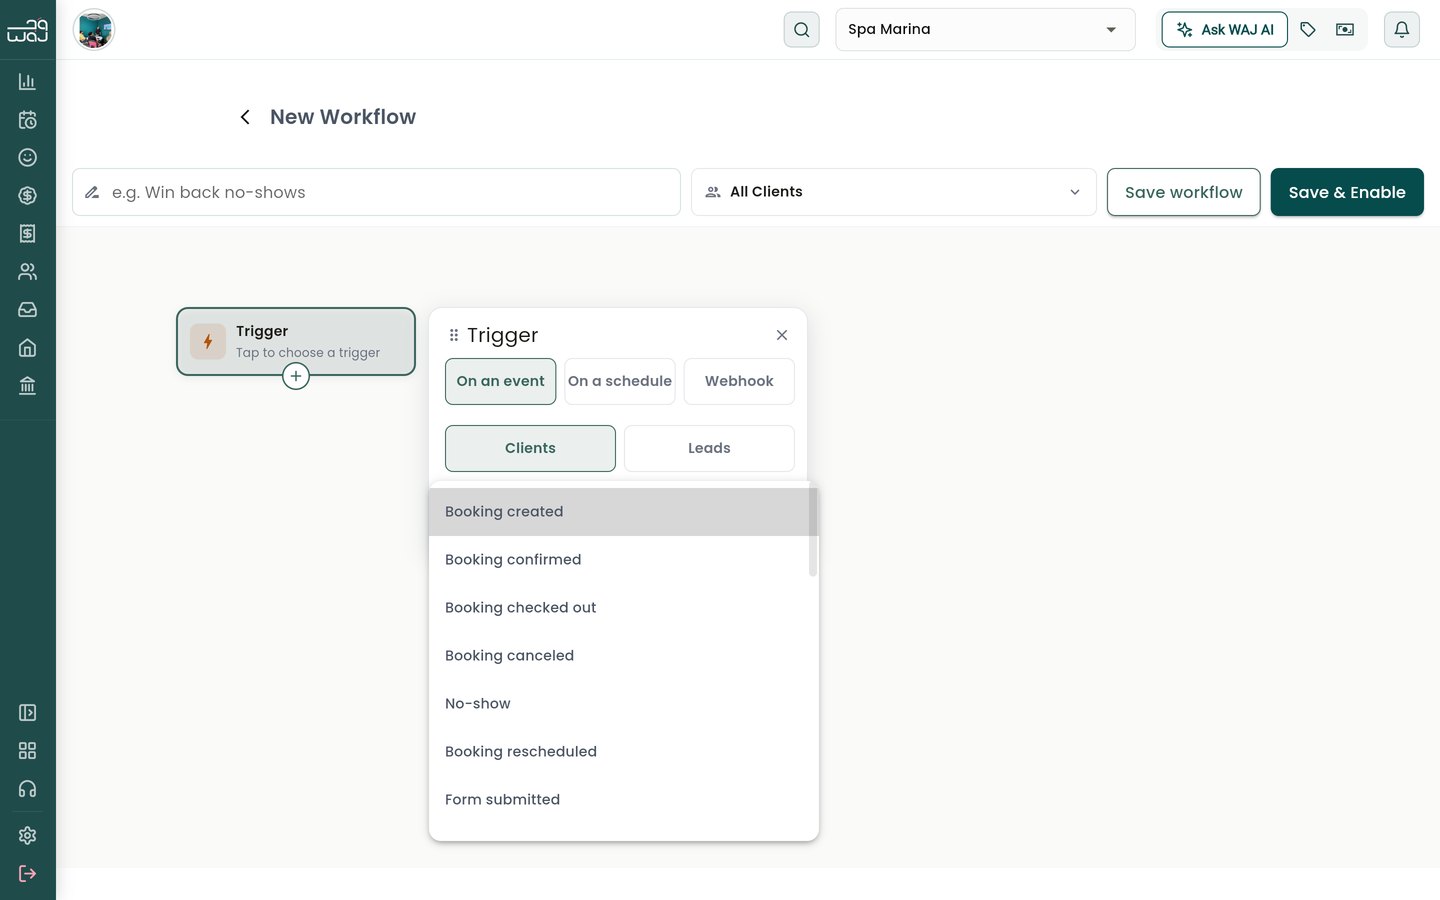 waj
Spa Marina
Ask WAJ AI
New Workflow
e.g. Win back no-shows
All Clients
Save workflow
Save & Enable
Trigger
Tap to choose a trigger
Trigger
On an event
On a schedule
Webhook
Clients
Leads
Booking created
Booking confirmed
Booking checked out
Booking canceled
No-show
Booking rescheduled
Form submitted